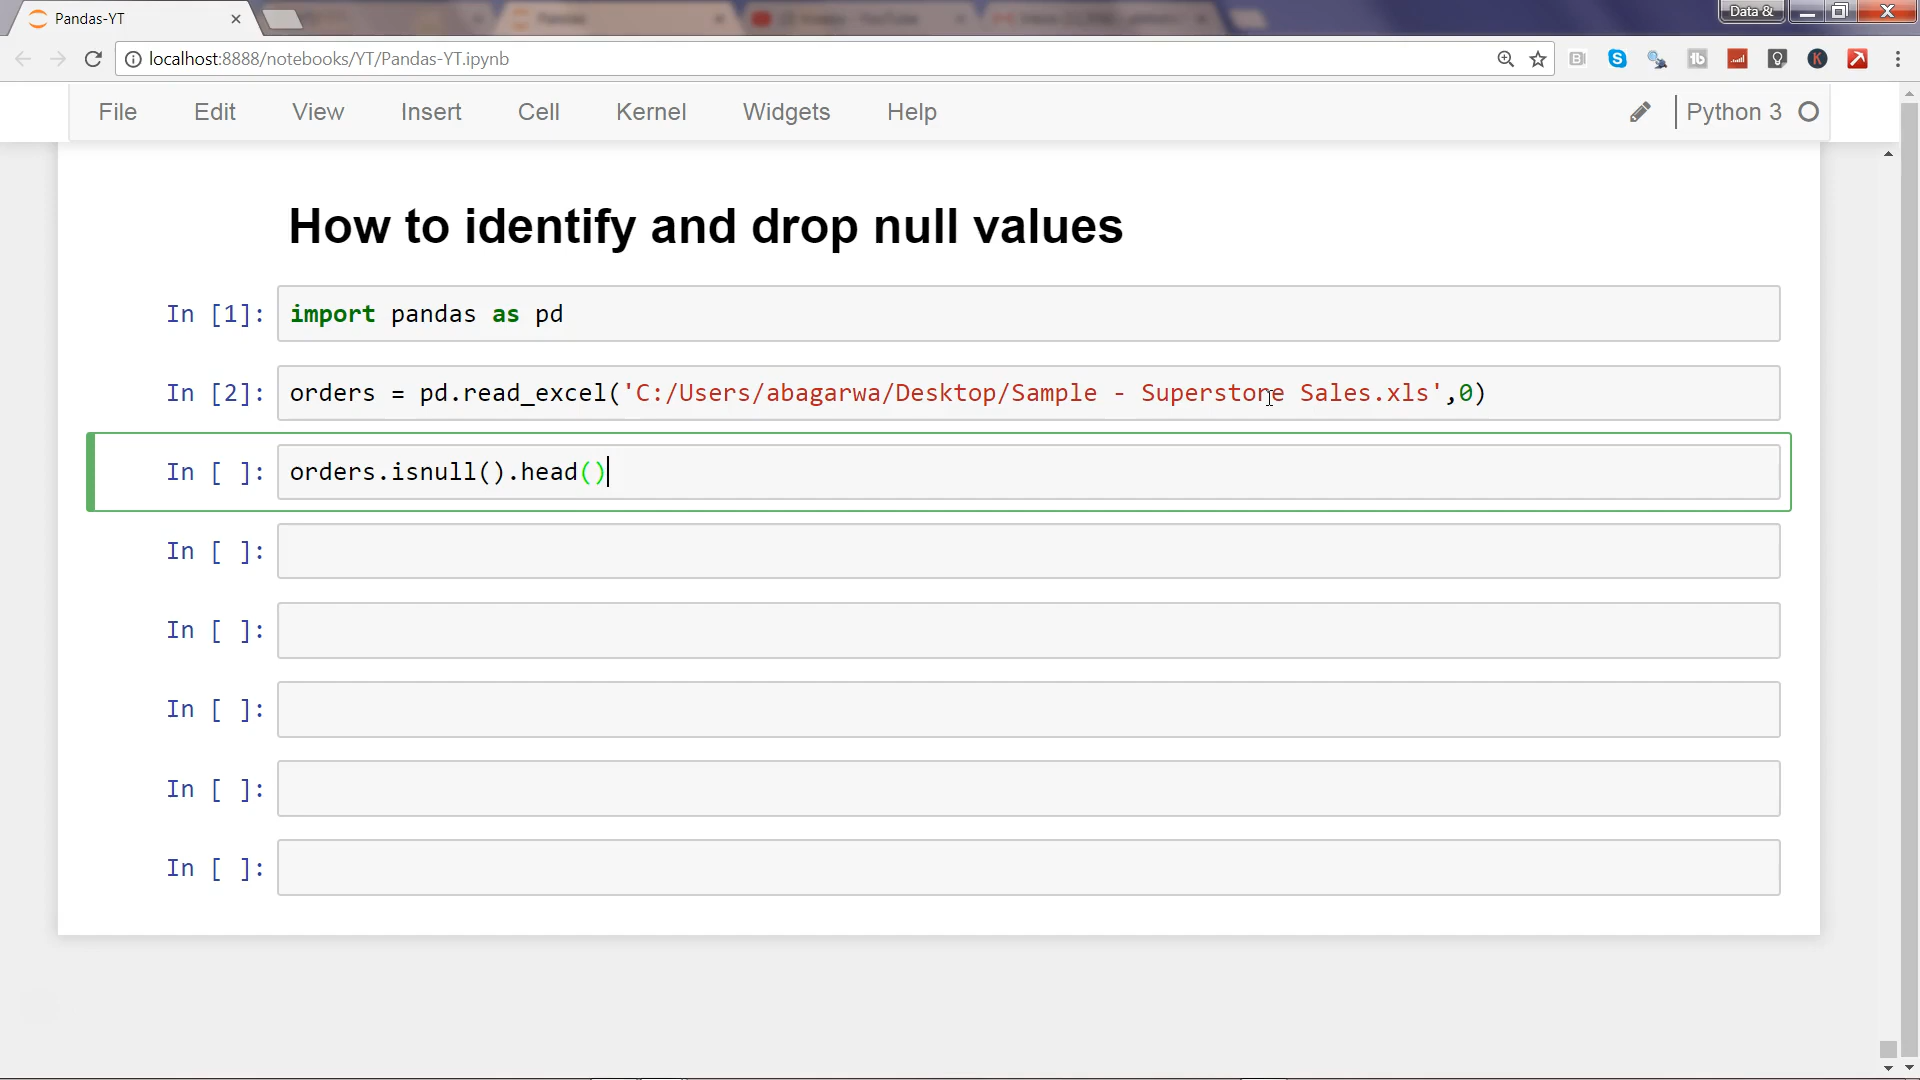 Pandas-YT
Data &
localhost:8888/notebooks/YT/Pandas-YT.ipynb
File Edit View Insert Cell Kernel Widgets Help Python 3
How to identify and drop null values
In [1]: import pandas as pd
In [2]: orders = pd.read_excel('C:/Users/abagarwa/Desktop/Sample - Superstore Sales.xls',0)
In [ ]: orders.isnull().head()
In [ ]:
In [ ]:
In [ ]:
In [ ]:
In [ ]: